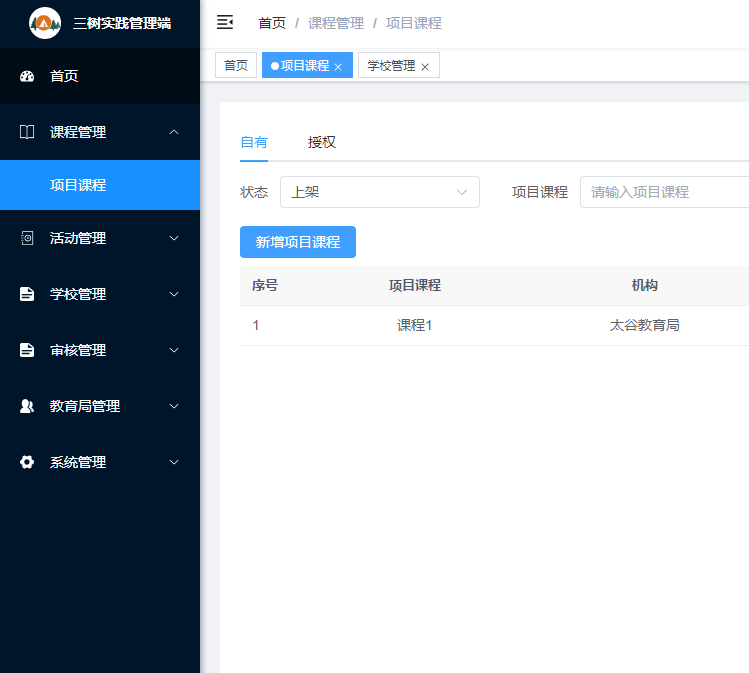 三树实践管理端
首页 / 课程管理 / 项目课程
首页
项目课程 ×
学校管理 ×
首页
课程管理
项目课程
活动管理
学校管理
审核管理
教育局管理
系统管理
自有
授权
状态
上架
项目课程
请输入项目课程
新增项目课程
序号 项目课程 机构
1 课程1 太谷教育局